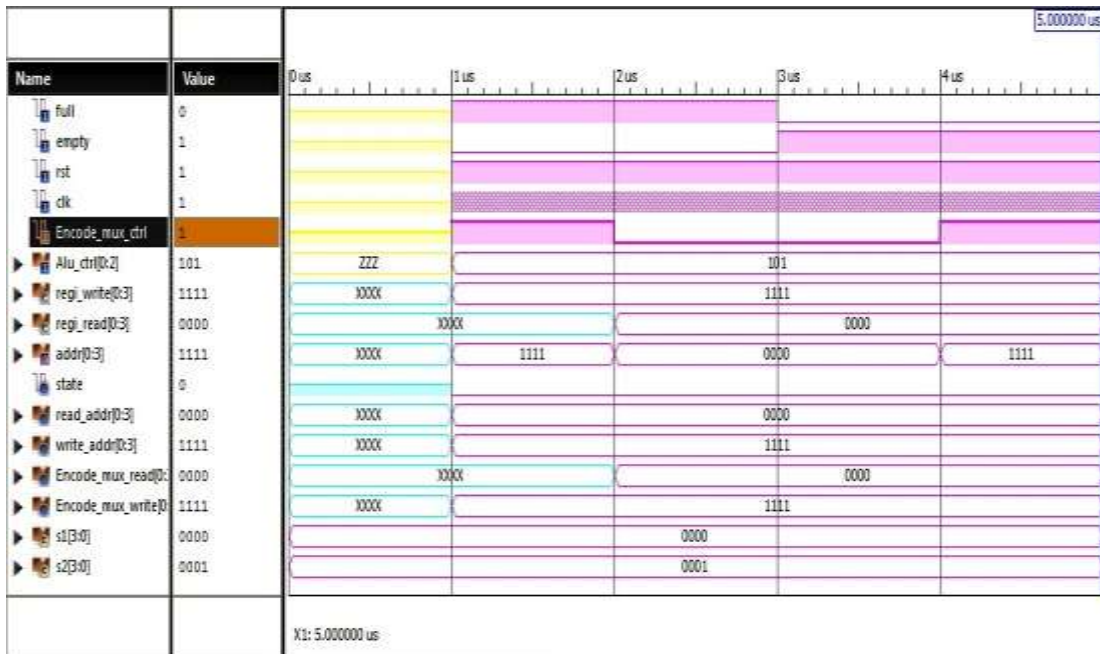 5.000000 us
Name Value 0 us 1 us 2 us 3 us 4 us
full 0
empty 1
rst 1
clk 1
Encode_mux_ctrl 1
Alu_ctrl[0:2] 101 ZZZ 101
regi_write[0:3] 1111 XXXX 1111
regi_read[0:3] 0000 XXXX 0000
addr[0:3] 1111 XXXX 1111 0000 1111
state 0
read_addr[0:3] 0000 XXXX 0000
write_addr[0:3] 1111 XXXX 1111
Encode_mux_read[0: 0000 XXXX 0000
Encode_mux_write[0: 1111 XXXX 1111
s1[3:0] 0000 0000
s2[3:0] 0001 0001
X1: 5.000000 us